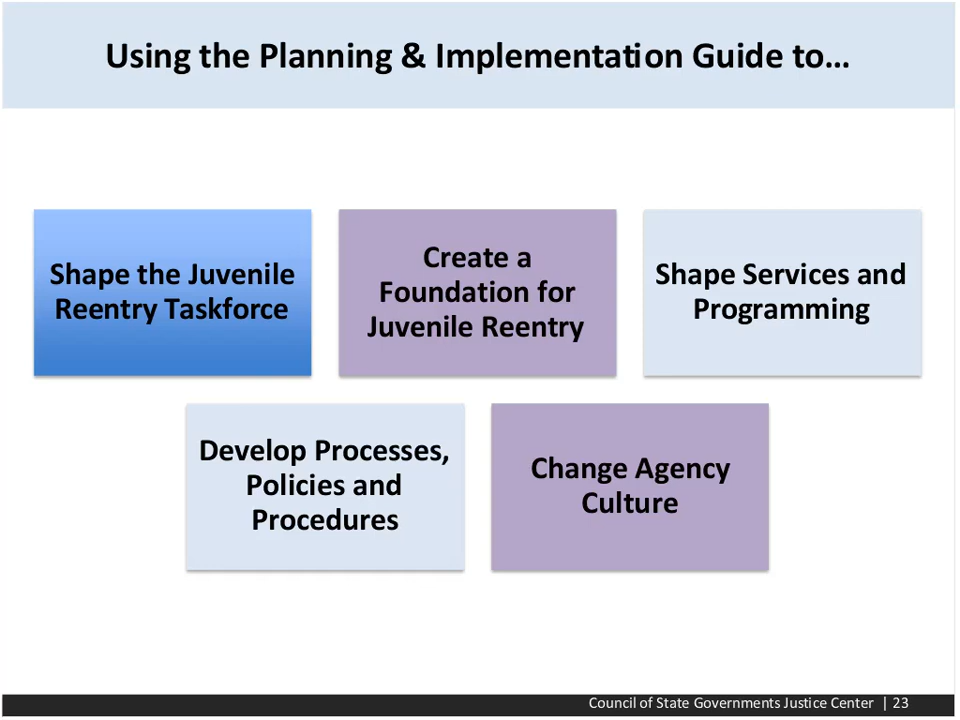 Using the Planning & Implementation Guide to…
Shape the Juvenile
Reentry Taskforce
Create a
Foundation for
Juvenile Reentry
Shape Services and
Programming
Develop Processes,
Policies and
Procedures
Change Agency
Culture
Council of State Governments Justice Center | 23